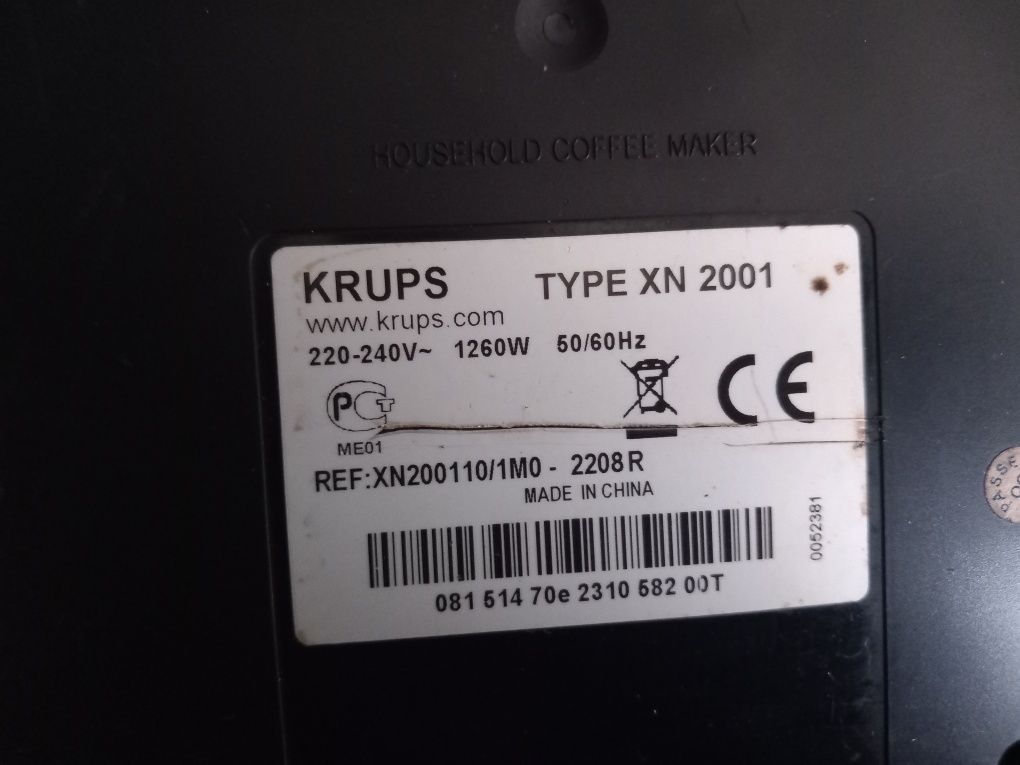 HOUSEHOLD COFFEE MAKER
KRUPS TYPE XN 2001
www.krups.com
220-240V~ 1260W 50/60Hz
PCT
CE
ME01
REF:XN200110/1M0 - 2208R
MADE IN CHINA
0052381
081 514 70e 2310 582 00T